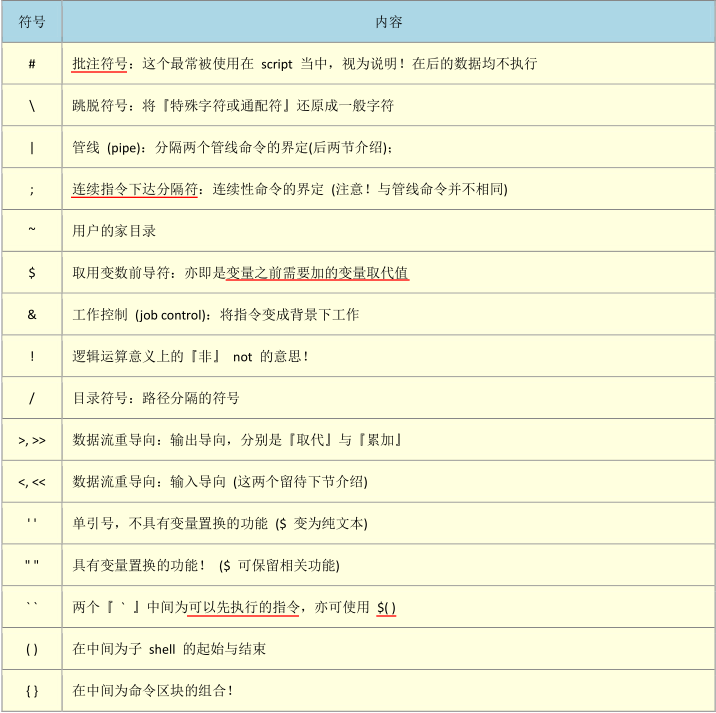 符号 内容
# 批注符号：这个最常被使用在 script 当中，视为说明！在后的数据均不执行
\ 跳脱符号：将『特殊字符或通配符』还原成一般字符
| 管线 (pipe)：分隔两个管线命令的界定(后两节介绍)；
; 连续指令下达分隔符：连续性命令的界定 (注意！与管线命令并不相同)
~ 用户的家目录
$ 取用变数前导符：亦即是变量之前需要加的变量取代值
& 工作控制 (job control)：将指令变成背景下工作
! 逻辑运算意义上的『非』 not 的意思！
/ 目录符号：路径分隔的符号
>, >> 数据流重导向：输出导向，分别是『取代』与『累加』
<, << 数据流重导向：输入导向 (这两个留待下节介绍)
' ' 单引号，不具有变量置换的功能 ($ 变为纯文本)
" " 具有变量置换的功能！ ($ 可保留相关功能)
` ` 两个『 ` 』中间为可以先执行的指令，亦可使用 $( )
( ) 在中间为子 shell 的起始与结束
{ } 在中间为命令区块的组合！